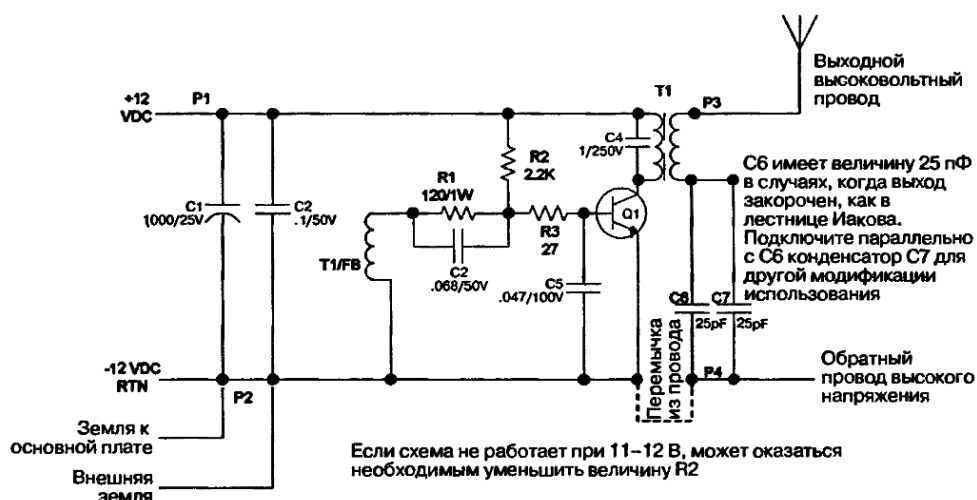 Выходной
высоковольтный
провод
+12
VDC
P1
T1
P3
C4
1/250V
R2
2.2K
R1
120/1W
C1
1000/25V
C2
.1/50V
Q1
R3
27
T1/FB
C2
.068/50V
C5
.047/100V
С6 имеет величину 25 пФ
в случаях, когда выход
закорочен, как в
лестнице Иакова.
Подключите параллельно
с С6 конденсатор С7 для
другой модификации
использования
C6
25pF
C7
25pF
Перемычка
из провода
-12 VDC
RTN
P2
P4
Обратный
провод высокого
напряжения
Земля к
основной плате
Внешняя
земля
Если схема не работает при 11–12 В, может оказаться
необходимым уменьшить величину R2